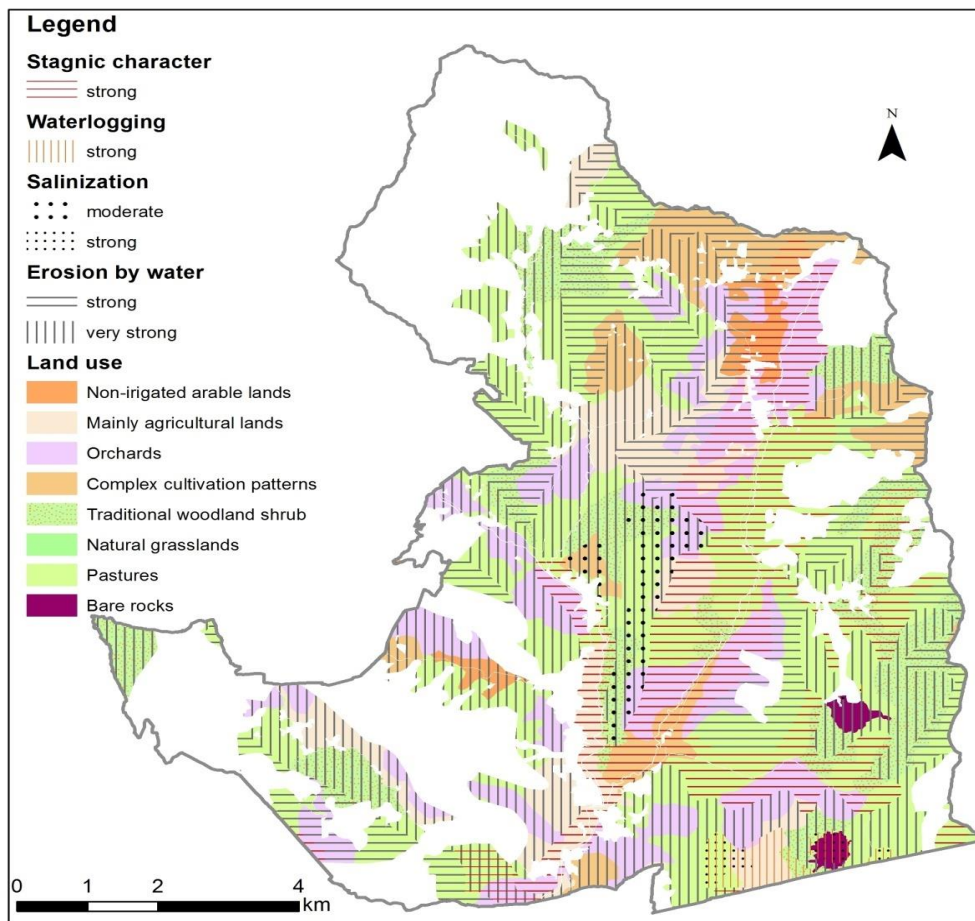 Legend
Stagnic character
strong
Waterlogging
strong
Salinization
moderate
strong
Erosion by water
strong
very strong
Land use
Non-irigated arable lands
Mainly agricultural lands
Orchards
Complex cultivation patterns
Traditional woodland shrub
Natural grasslands
Pastures
Bare rocks
N
0 1 2 4
km